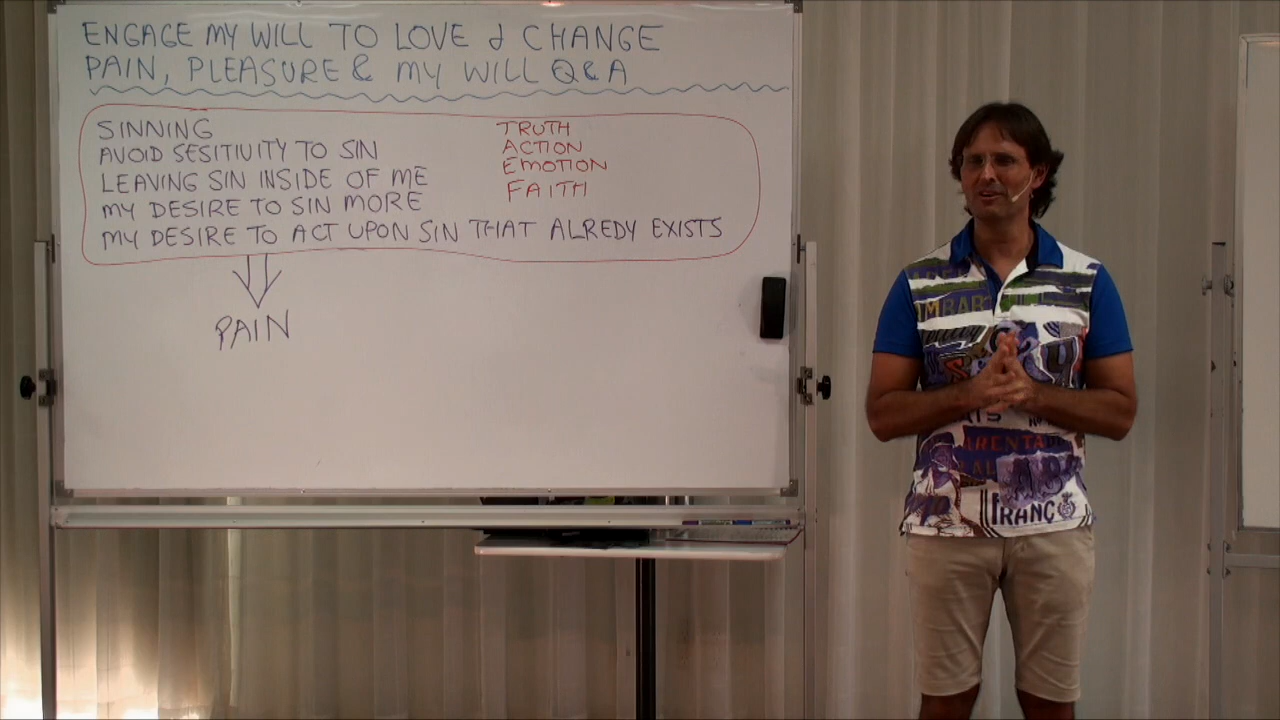 ENGAGE MY WILL TO LOVE & CHANGE
PAIN, PLEASURE & MY WILL Q&A
SINNING
AVOID SESITIVITY TO SIN
LEAVING SIN INSIDE OF ME
MY DESIRE TO SIN MORE
MY DESIRE TO ACT UPON SIN THAT ALREDY EXISTS
TRUTH
ACTION
EMOTION
FAITH
PAIN
ARENTA
FRANÇ